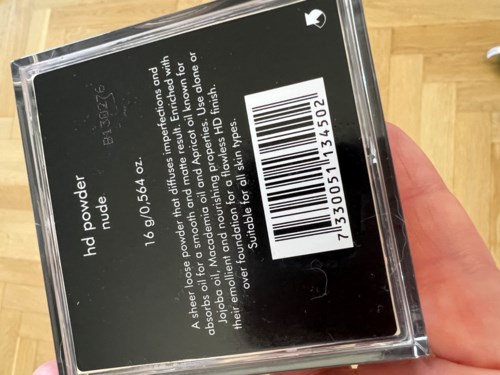 hd powder
nude.
B130276
16 g/0,564 oz.
A sheer loose powder that diffuses imperfections and
absorbs oil for a smooth and matte result. Enriched with
Jojoba oil, Macademia oil and Apricot oil known for
their emollient and nourishing properties. Use alone or
over foundation for a flawless HD finish.
Suitable for all skin types.
7 330051 134502